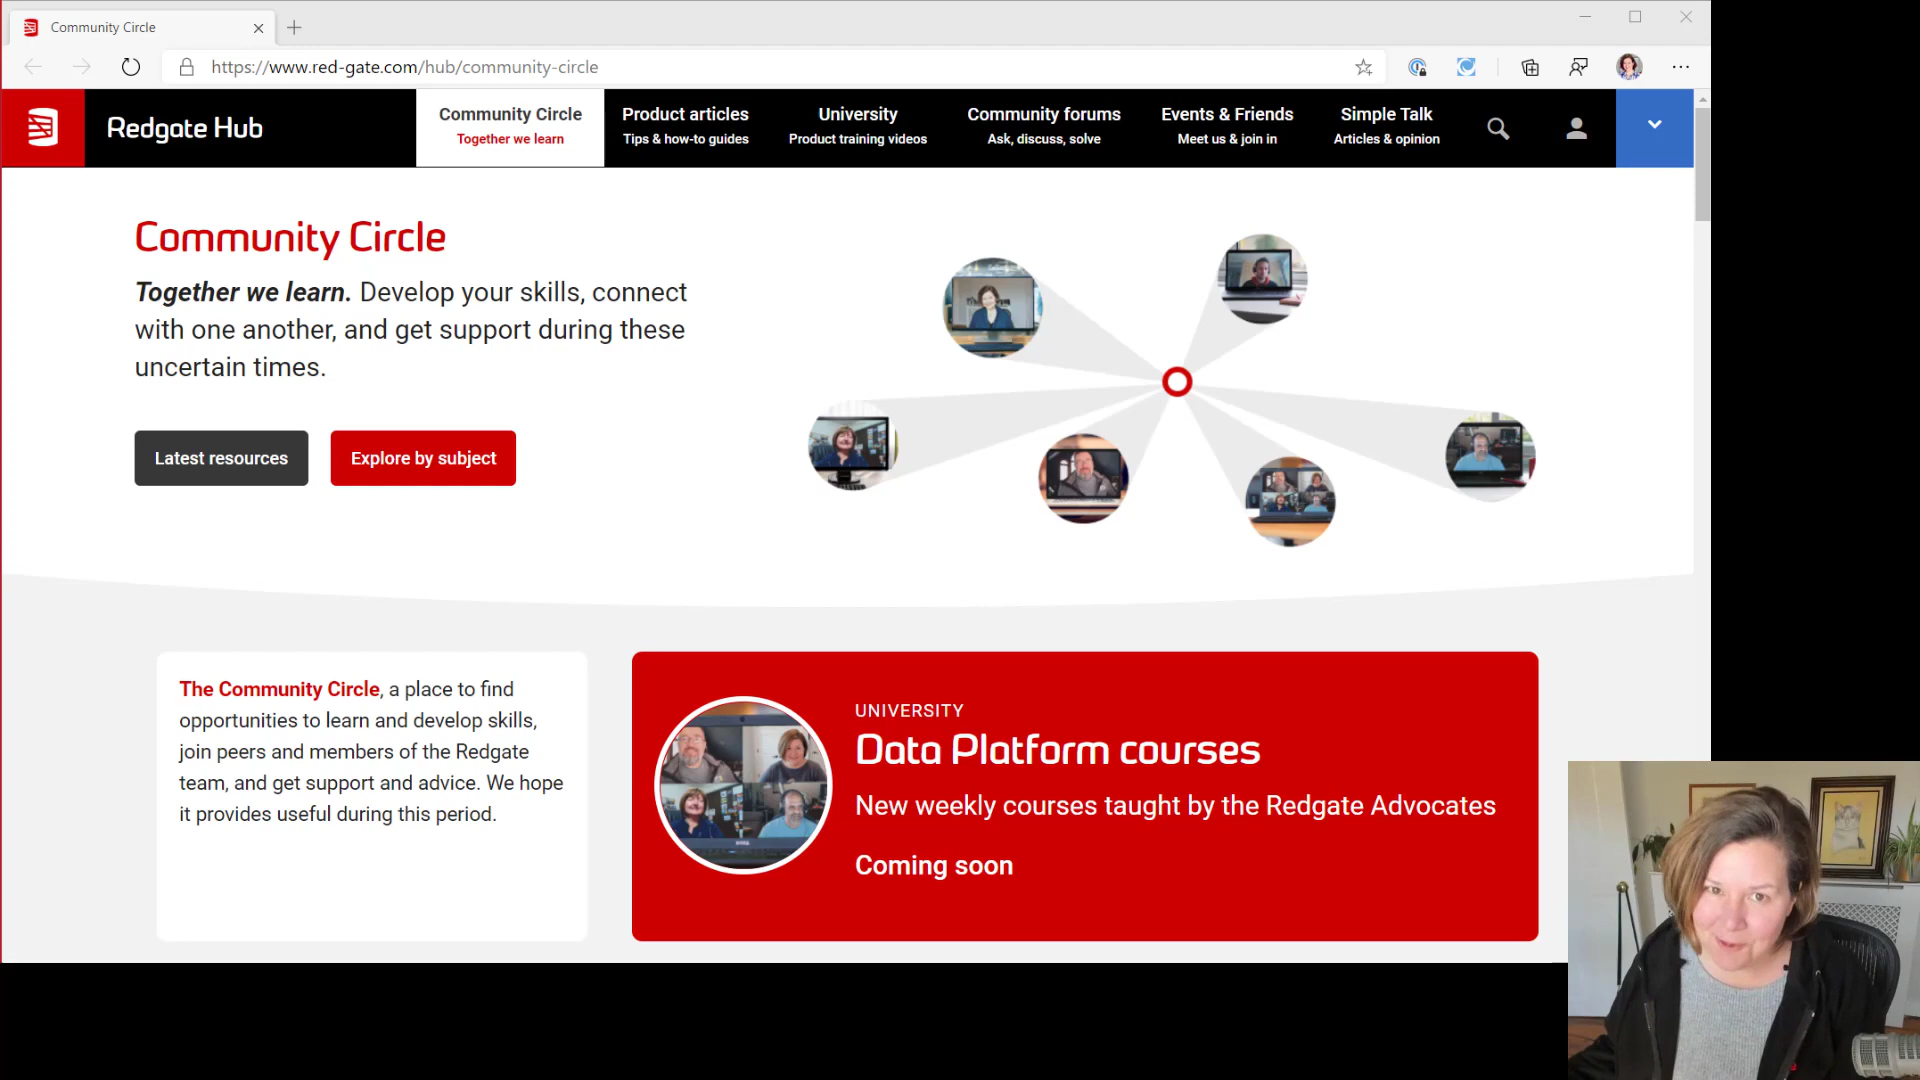 Community Circle
https://www.red-gate.com/hub/community-circle
Redgate Hub
Community Circle
Together we learn
Product articles
Tips & how-to guides
University
Product training videos
Community forums
Ask, discuss, solve
Events & Friends
Meet us & join in
Simple Talk
Articles & opinion
Community Circle
Together we learn. Develop your skills, connect
with one another, and get support during these
uncertain times.
Latest resources
Explore by subject
The Community Circle, a place to find
opportunities to learn and develop skills,
join peers and members of the Redgate
team, and get support and advice. We hope
it provides useful during this period.
UNIVERSITY
Data Platform courses
New weekly courses taught by the Redgate Advocates
Coming soon